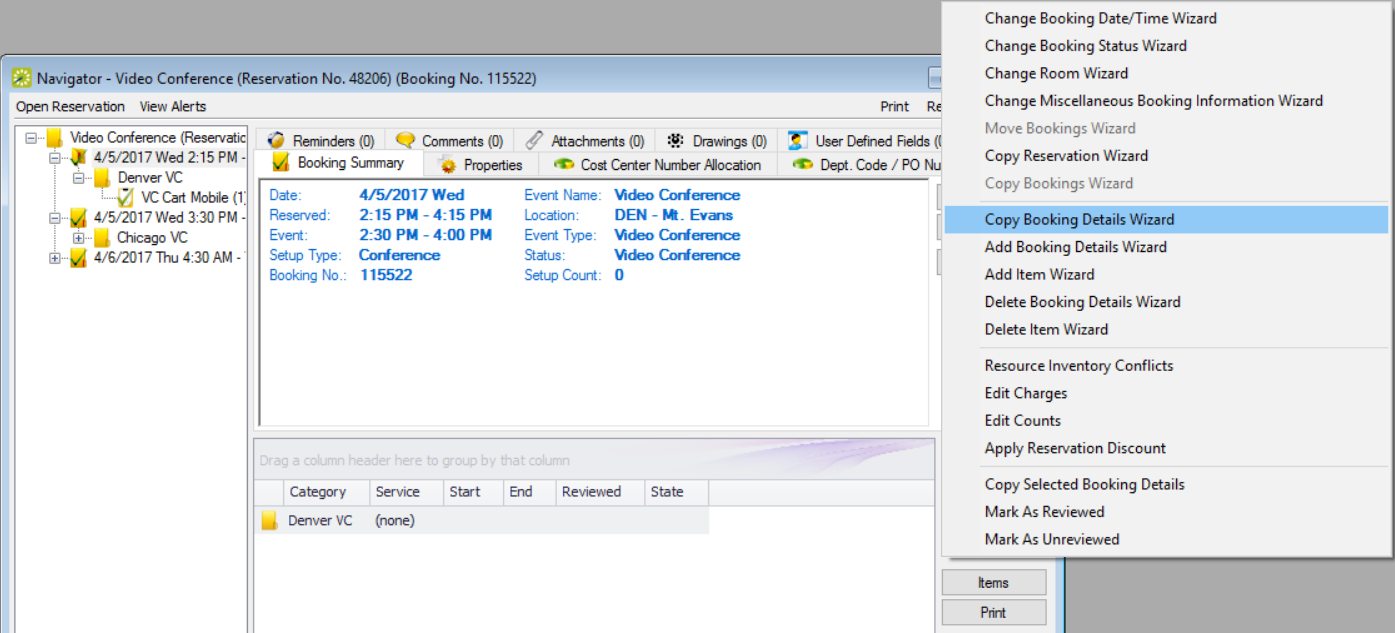 Navigator - Video Conference (Reservation No. 48206) (Booking No. 115522)
Open Reservation View Alerts Print Re
Video Conference (Reservatic
4/5/2017 Wed 2:15 PM -
Denver VC
VC Cart Mobile (1)
4/5/2017 Wed 3:30 PM -
Chicago VC
4/6/2017 Thu 4:30 AM -
Reminders (0) Comments (0) Attachments (0) Drawings (0) User Defined Fields (
Booking Summary Properties Cost Center Number Allocation Dept. Code / PO Nu
Date: 4/5/2017 Wed Event Name: Video Conference
Reserved: 2:15 PM - 4:15 PM Location: DEN - Mt. Evans
Event: 2:30 PM - 4:00 PM Event Type: Video Conference
Setup Type: Conference Status: Video Conference
Booking No.: 115522 Setup Count: 0
Drag a column header here to group by that column
Category Service Start End Reviewed State
Denver VC (none)
Change Booking Date/Time Wizard
Change Booking Status Wizard
Change Room Wizard
Change Miscellaneous Booking Information Wizard
Move Bookings Wizard
Copy Reservation Wizard
Copy Bookings Wizard
Copy Booking Details Wizard
Add Booking Details Wizard
Add Item Wizard
Delete Booking Details Wizard
Delete Item Wizard
Resource Inventory Conflicts
Edit Charges
Edit Counts
Apply Reservation Discount
Copy Selected Booking Details
Mark As Reviewed
Mark As Unreviewed
Items
Print